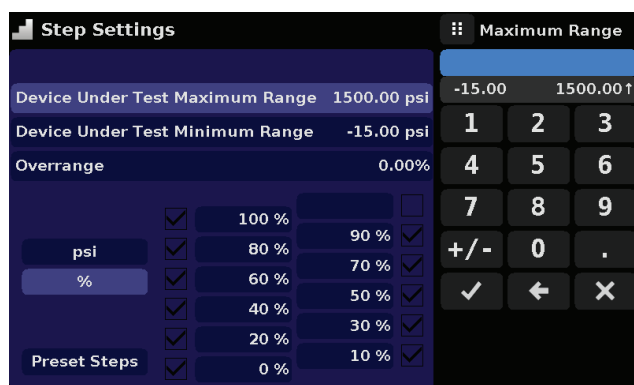 Step Settings
Maximum Range
Device Under Test Maximum Range 1500.00 psi
-15.00 1500.00↑
Device Under Test Minimum Range -15.00 psi
Overrange 0.00%
1 2 3
4 5 6
7 8 9
+/- 0 .
100 %
90 %
psi
80 %
70 %
%
60 %
50 %
40 %
30 %
20 %
10 %
Preset Steps
0 %